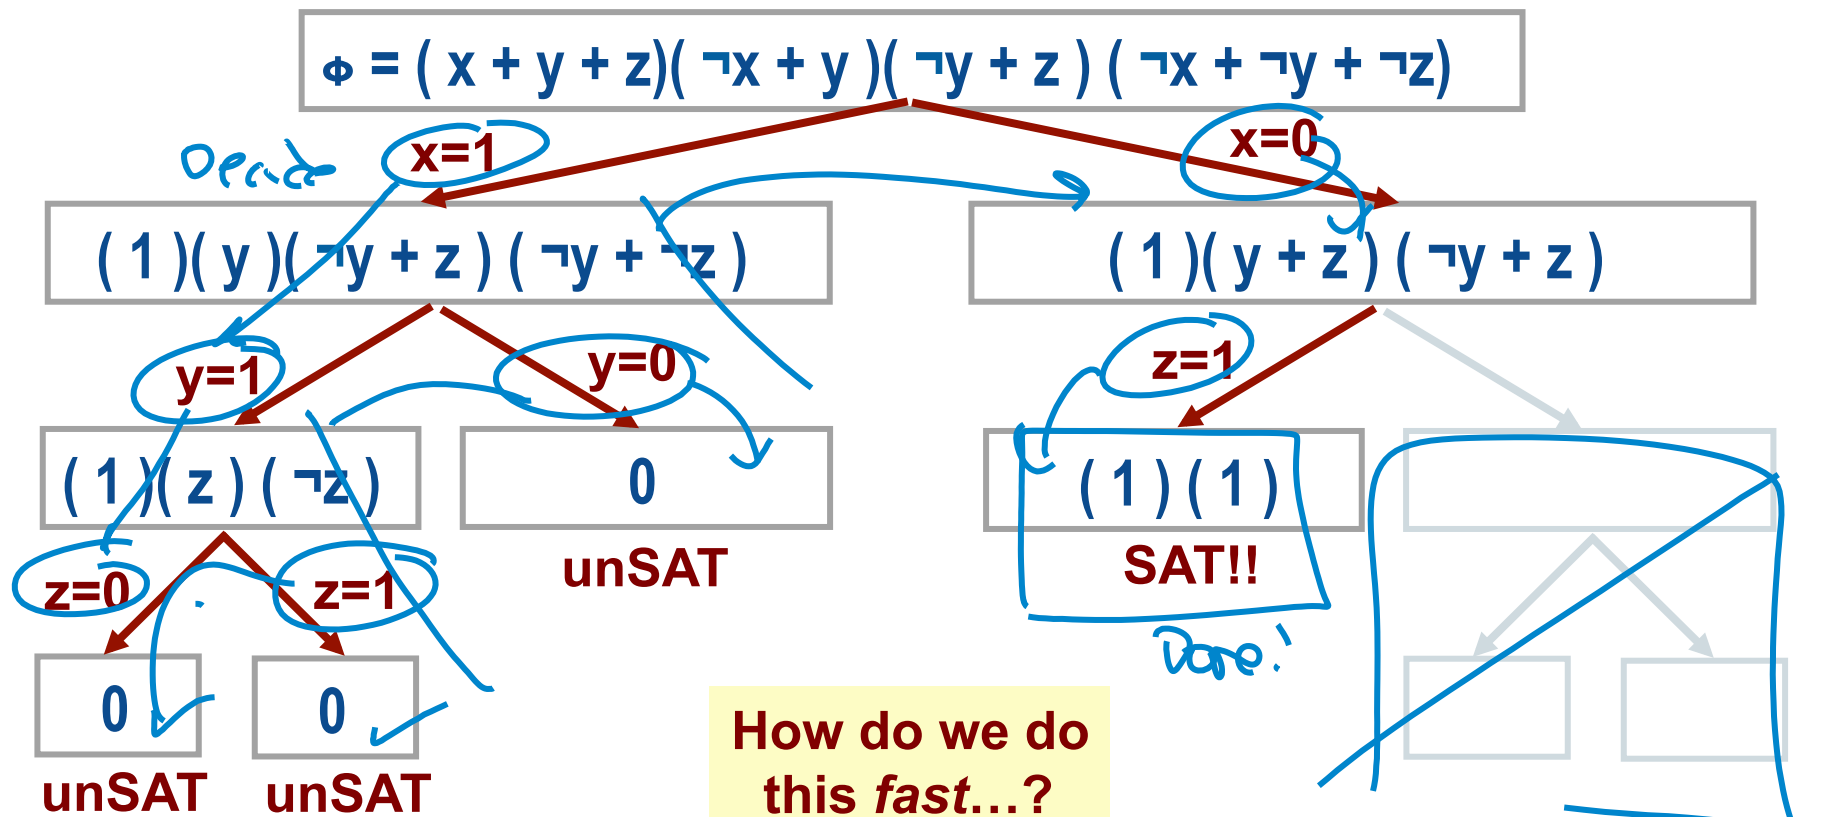 Φ = ( x + y + z)( ¬x + y )( ¬y + z ) ( ¬x + ¬y + ¬z)
Decide x=1 x=0
( 1 )( y )( ¬y + z ) ( ¬y + ¬z ) ( 1 )( y + z ) ( ¬y + z )
y=1 y=0 z=1
( 1 )( z ) ( ¬z ) 0 ( 1 ) ( 1 )
unSAT SAT!!
z=0 z=1
Done!
0 0
unSAT unSAT
How do we do
this fast…?